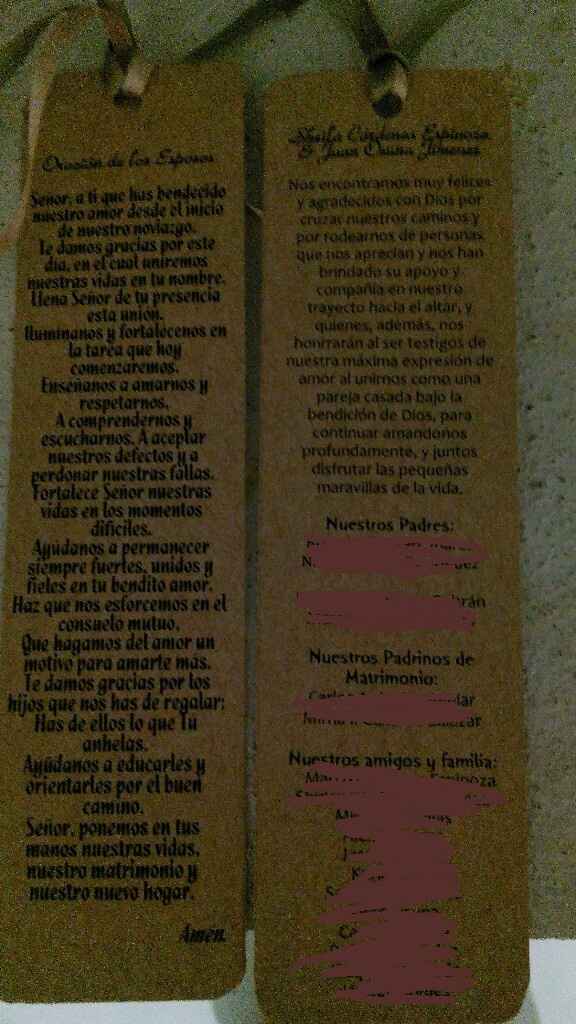 Oración de los Esposos
Señor, a ti que has bendecido
nuestro amor desde el inicio
de nuestro noviazgo.
Te damos gracias por este
día, en el cual uniremos
nuestras vidas en tu nombre.
Llena Señor de tu presencia
esta unión.
Ilumínanos y fortalécenos en
la tarea que hoy
comenzaremos.
Enséñanos a amarnos y
respetarnos.
A comprendernos y
escucharnos. A aceptar
nuestros defectos y a
perdonar nuestras fallas.
Fortalece Señor nuestras
vidas en los momentos
difíciles.
Ayúdanos a permanecer
siempre fuertes, unidos y
fieles en tu bendito amor.
Haz que nos esforcemos en el
consuelo mutuo.
Que hagamos del amor un
motivo para amarte más.
Te damos gracias por los
hijos que nos has de regalar;
Has de ellos lo que Tu
anhelas.
Ayúdanos a educarles y
orientarles por el buen
camino.
Señor, ponemos en tus
manos nuestras vidas,
nuestro matrimonio y
nuestro nuevo hogar.
Amen.
Sheila Cárdenas Espinoza
& Juan Osuna Jimenez
Nos encontramos muy felices
y agradecidos con Dios por
cruzar nuestros caminos y
por rodearnos de personas
que nos aprecian y nos han
brindado su apoyo y
compañía en nuestro
trayecto hacia el altar, y
quienes, además, nos
honrrarán al ser testigos de
nuestra máxima expresión de
amor al unirnos como una
pareja casada bajo la
bendición de Dios, para
continuar amandonos
profundamente, y juntos
disfrutar las pequeñas
maravillas de la vida.
Nuestros Padres:
Nuestros Padrinos de
Matrimonio:
Nuestros amigos y familia: